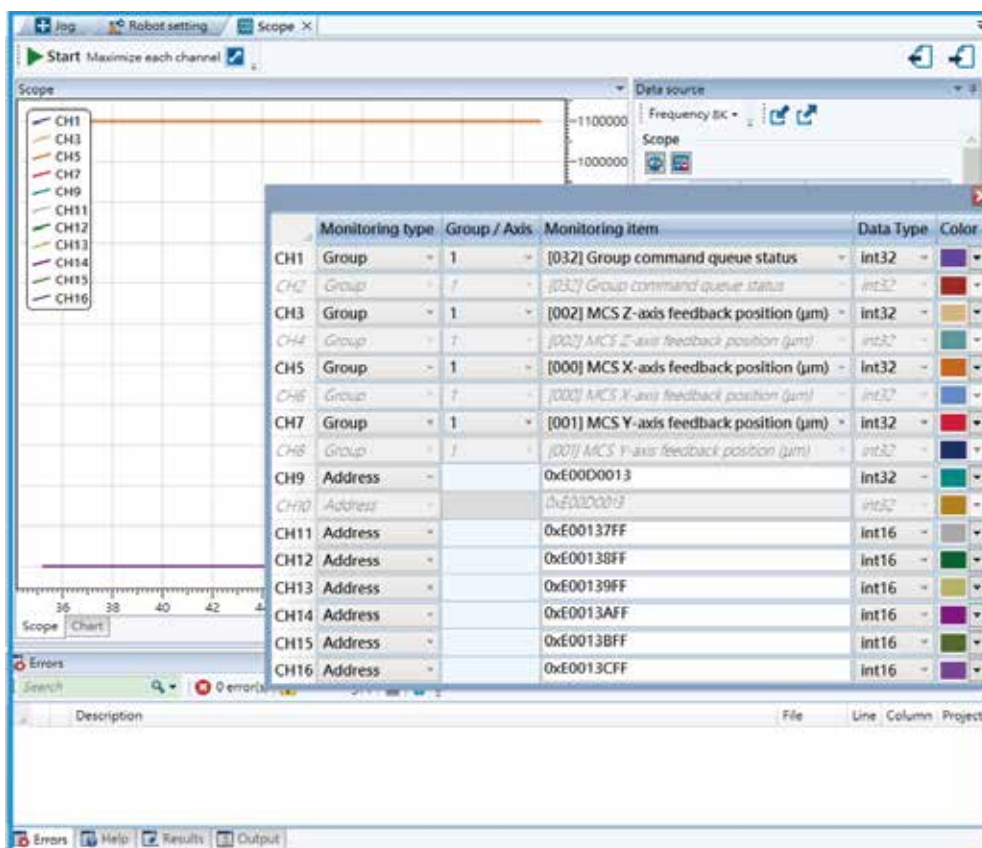 Jog Robot setting Scope
Start Maximize each channel
Scope
Data source
CH1
CH3
CH5
CH7
CH9
CH11
CH12
CH13
CH14
CH15
CH16
1100000
1000000
Frequency 8K
Scope
Monitoring type Group / Axis Monitoring item Data Type Color
CH1 Group 1 [032] Group command queue status int32
CH2 Group 1 [032] Group command queue status int32
CH3 Group 1 [002] MCS Z-axis feedback position (µm) int32
CH4 Group 1 [002] MCS Z-axis feedback position (µm) int32
CH5 Group 1 [000] MCS X-axis feedback position (µm) int32
CH6 Group 1 [000] MCS X-axis feedback position (µm) int32
CH7 Group 1 [001] MCS Y-axis feedback position (µm) int32
CH8 Group 1 [001] MCS Y-axis feedback position (µm) int32
CH9 Address 0xE00D0013 int32
CH10 Address 0xE00D0013 int32
CH11 Address 0xE00137FF int16
CH12 Address 0xE00138FF int16
CH13 Address 0xE00139FF int16
CH14 Address 0xE0013AFF int16
CH15 Address 0xE0013BFF int16
CH16 Address 0xE0013CFF int16
36 38 40 42
Scope Chart
Errors
Search 0 error(s)
Description File Line Column Project
Errors Help Results Output